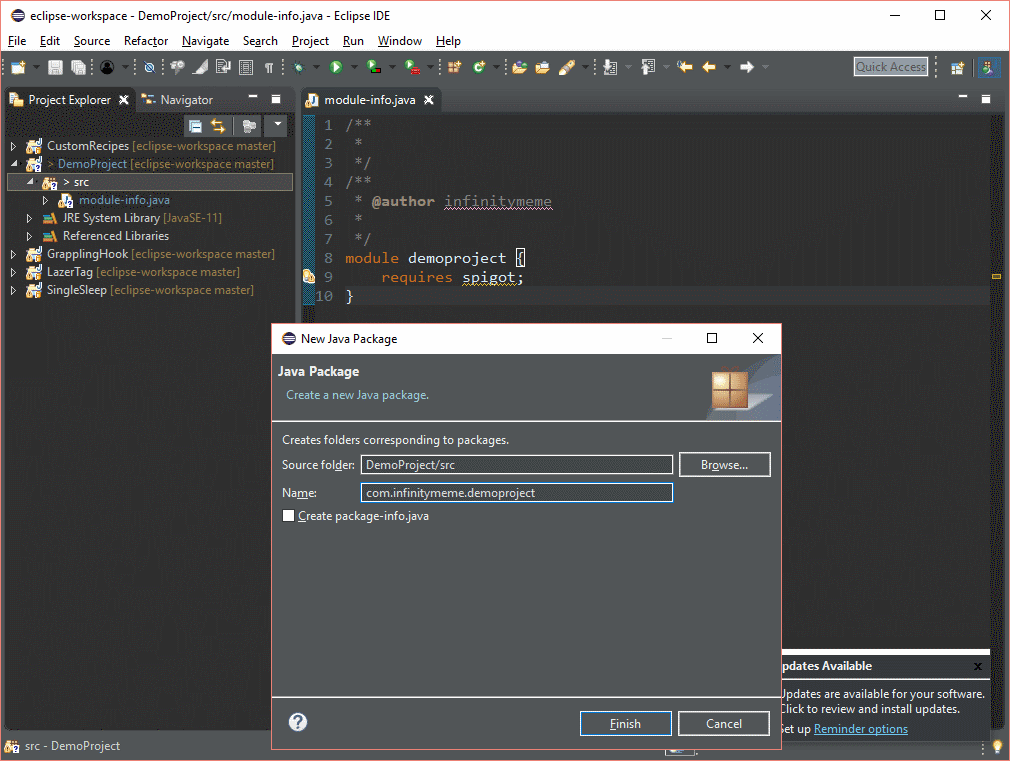 eclipse-workspace - DemoProject/src/module-info.java - Eclipse IDE
File Edit Source Refactor Navigate Search Project Run Window Help
Quick Access
Project Explorer Navigator
module-info.java
CustomRecipes [eclipse-workspace master]
> DemoProject [eclipse-workspace master]
> src
module-info.java
JRE System Library [JavaSE-11]
Referenced Libraries
GrapplingHook [eclipse-workspace master]
LazerTag [eclipse-workspace master]
SingleSleep [eclipse-workspace master]
1 /**
2 *
3 */
4 /**
5 * @author infinitymeme
6 *
7 */
8 module demoproject {
9 requires spigot;
10 }
New Java Package
Java Package
Create a new Java package.
Creates folders corresponding to packages.
Source folder: DemoProject/src Browse...
Name: com.infinitymeme.demoproject
Create package-info.java
? Finish Cancel
pdates Available x
Updates are available for your software.
Click to review and install updates.
Set up Reminder options
src - DemoProject